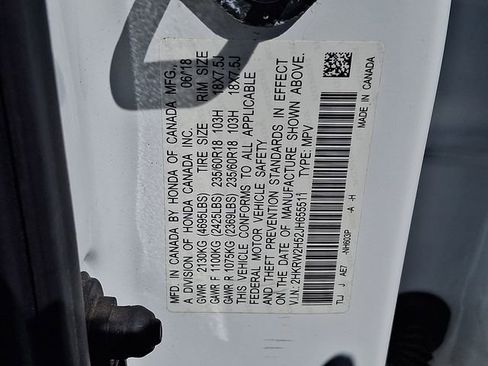 MFD. IN CANADA BY HONDA OF CANADA MFG.,
A DIVISION OF HONDA CANADA INC. 06/18
GVWR 2130KG (4695LBS) TIRE SIZE RIM SIZE
GAWR F 1100KG (2425LBS) 235/60R18 103H 18X7.5J
GAWR R 1075KG (2369LBS) 235/60R18 103H 18X7.5J
THIS VEHICLE CONFORMS TO ALL APPLICABLE
FEDERAL MOTOR VEHICLE SAFETY
AND THEFT PREVENTION STANDARDS IN EFFECT
ON THE DATE OF MANUFACTURE SHOWN ABOVE.
V.I.N: 2HKRW2H52JH655511 TYPE: MPV
TLJ J AE7 -NH603P -A -H
MADE IN CANADA